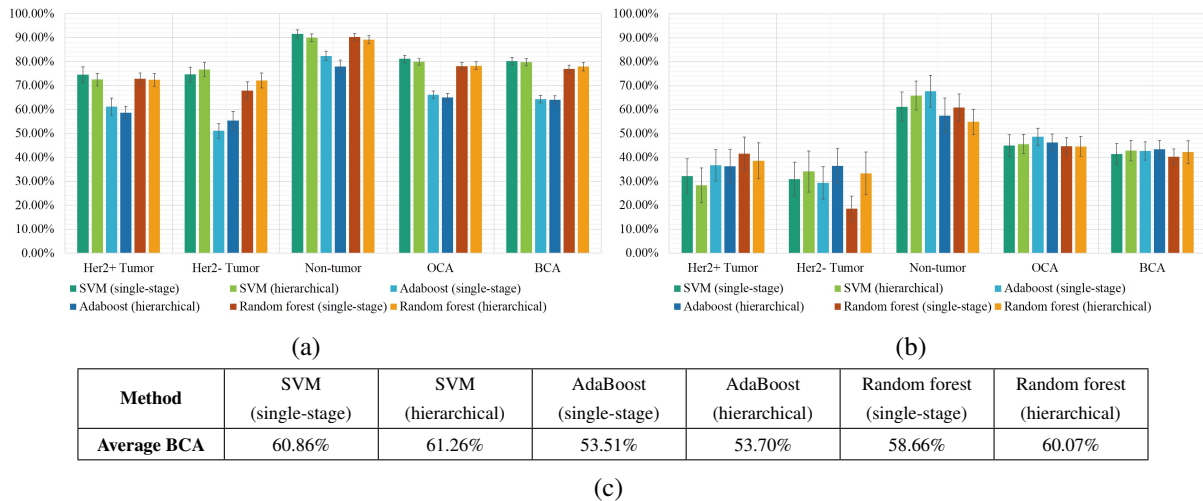 100.00%
90.00%
80.00%
70.00%
60.00%
50.00%
40.00%
30.00%
20.00%
10.00%
0.00%
Her2+ Tumor Her2- Tumor Non-tumor OCA BCA
SVM (single-stage) SVM (hierarchical) Adaboost (single-stage)
Adaboost (hierarchical) Random forest (single-stage) Random forest (hierarchical)
(a)
100.00%
90.00%
80.00%
70.00%
60.00%
50.00%
40.00%
30.00%
20.00%
10.00%
0.00%
Her2+ Tumor Her2- Tumor Non-tumor OCA BCA
SVM (single-stage) SVM (hierarchical) Adaboost (single-stage)
Adaboost (hierarchical) Random forest (single-stage) Random forest (hierarchical)
(b)
Method SVM (single-stage) SVM (hierarchical) AdaBoost (single-stage) AdaBoost (hierarchical) Random forest (single-stage) Random forest (hierarchical)
Average BCA 60.86% 61.26% 53.51% 53.70% 58.66% 60.07%
(c)